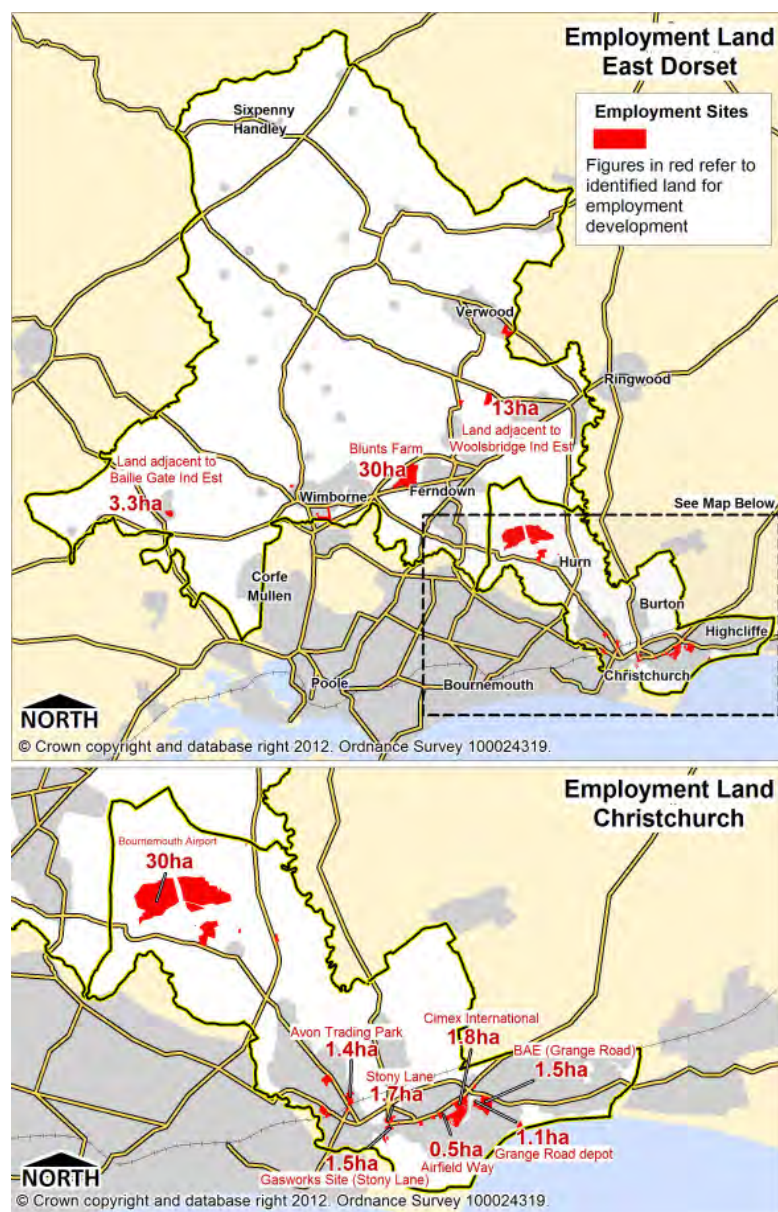 Employment Land
East Dorset
Employment Sites
Figures in red refer to
identified land for
employment
development
Sixpenny
Handley
Verwood
Ringwood
13ha
Land adjacent to
Woolsbridge Ind Est
Blunts Farm
30ha
Ferndown
Land adjacent to
Bailie Gate Ind Est
3.3ha
Wimborne
See Map Below
Hurn
Corfe
Mullen
Burton
Highcliffe
Christchurch
Poole
Bournemouth
NORTH
© Crown copyright and database right 2012. Ordnance Survey 100024319.
Employment Land
Christchurch
Bournemouth Airport
30ha
Cimex International
1.8ha
Avon Trading Park
1.4ha
BAE (Grange Road)
1.5ha
Stony Lane
1.7ha
1.1ha
Grange Road depot
0.5ha
Airfield Way
1.5ha
Gasworks Site (Stony Lane)
NORTH
© Crown copyright and database right 2012. Ordnance Survey 100024319.